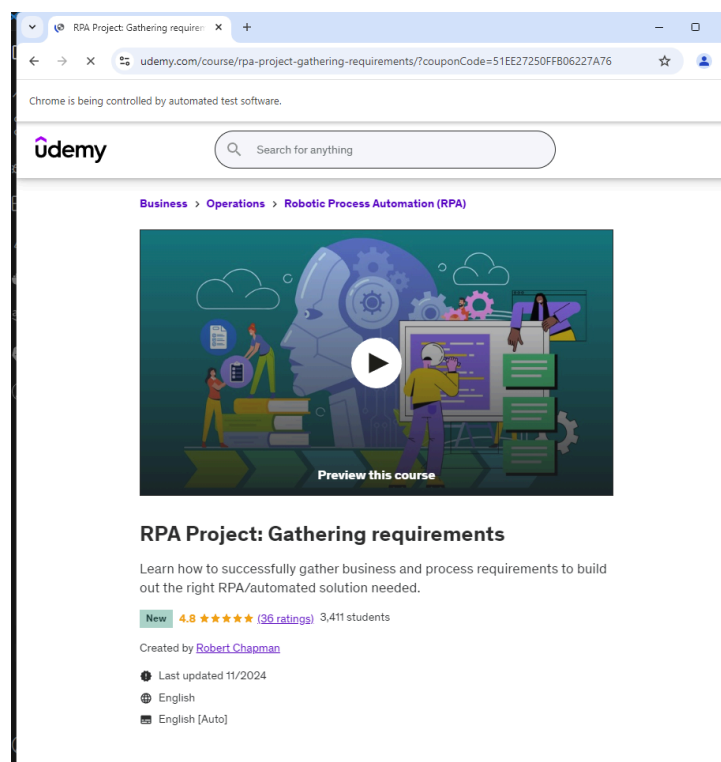 RPA Project: Gathering requiren
udemy.com/course/rpa-project-gathering-requirements/?couponCode=51EE27250FFB06227A76
Chrome is being controlled by automated test software.
ûdemy
Search for anything
Business > Operations > Robotic Process Automation (RPA)
Preview this course
RPA Project: Gathering requirements
Learn how to successfully gather business and process requirements to build
out the right RPA/automated solution needed.
New 4.8 ★★★★★ (36 ratings) 3,411 students
Created by Robert Chapman
Last updated 11/2024
English
English [Auto]